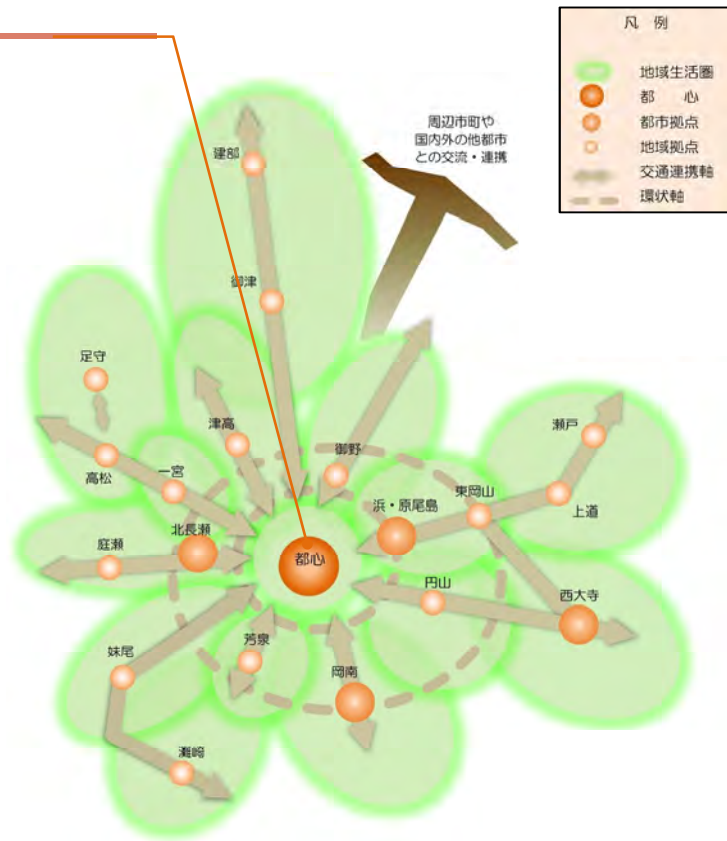 凡 例
地域生活圏
都 心
都市拠点
地域拠点
交通連携軸
環状軸
周辺市町や
国内外の他都市
との交流・連携
建部
御津
足守
津高
瀬戸
御野
高松
一宮
浜・原尾島
東岡山
上道
北長瀬
庭瀬
都心
円山
西大寺
妹尾
芳泉
岡南
灘崎